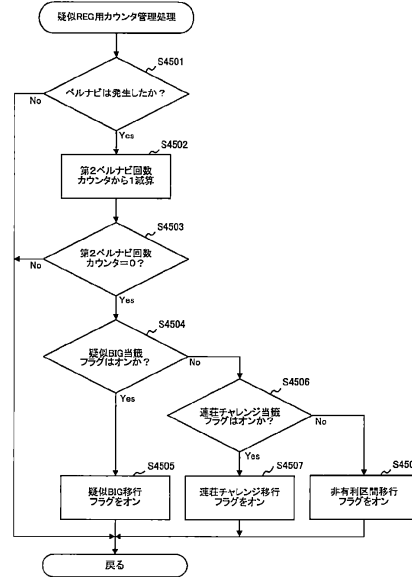 疑似REG用カウンタ管理処理
S4501
ベルナビは発生したか？
No
Yes
S4502
第2ベルナビ回数
カウンタから1減算
S4503
第2ベルナビ回数
カウンタ=0？
No
Yes
S4504
疑似BIG当籤
フラグはオンか？
No
Yes
S4506
連荘チャレンジ当籤
フラグはオンか？
No
Yes
S4505
疑似BIG移行
フラグをオン
S4507
連荘チャレンジ移行
フラグをオン
S450
非有利区間移行
フラグをオン
戻る